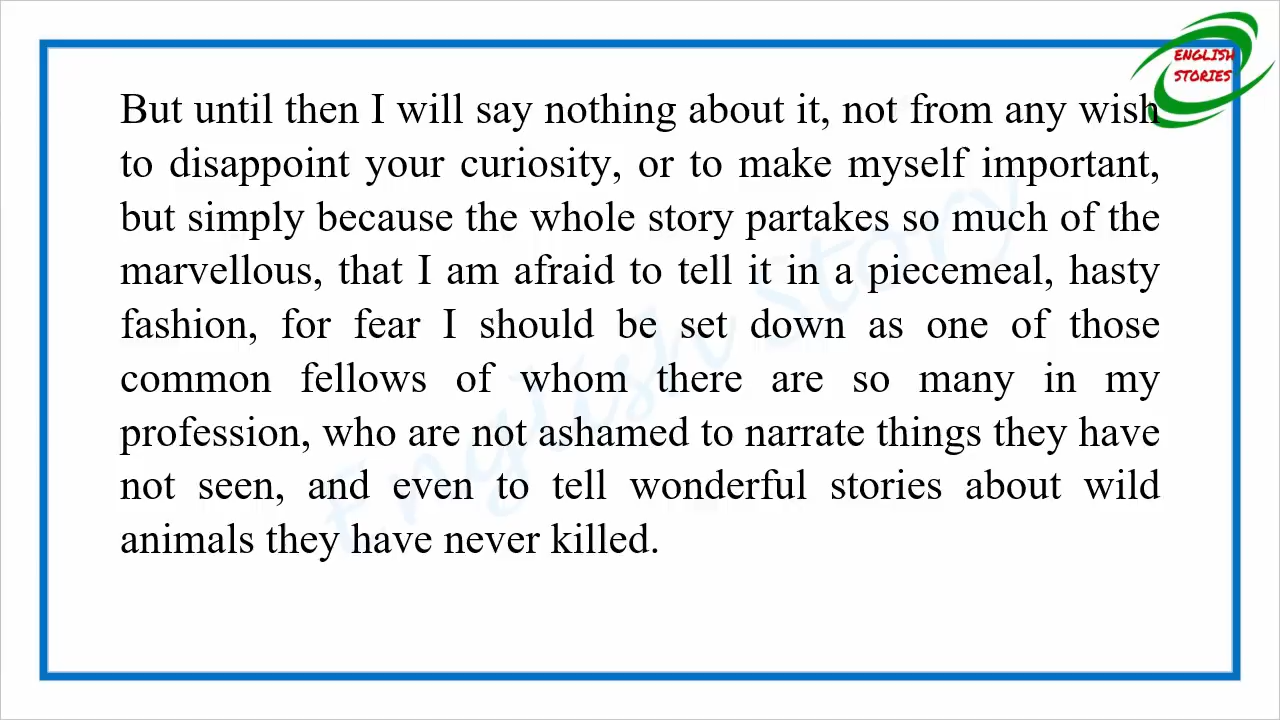 ENGLISH
STORIES
But until then I will say nothing about it, not from any wish
to disappoint your curiosity, or to make myself important,
but simply because the whole story partakes so much of the
marvellous, that I am afraid to tell it in a piecemeal, hasty
fashion, for fear I should be set down as one of those
common fellows of whom there are so many in my
profession, who are not ashamed to narrate things they have
not seen, and even to tell wonderful stories about wild
animals they have never killed.
English Story